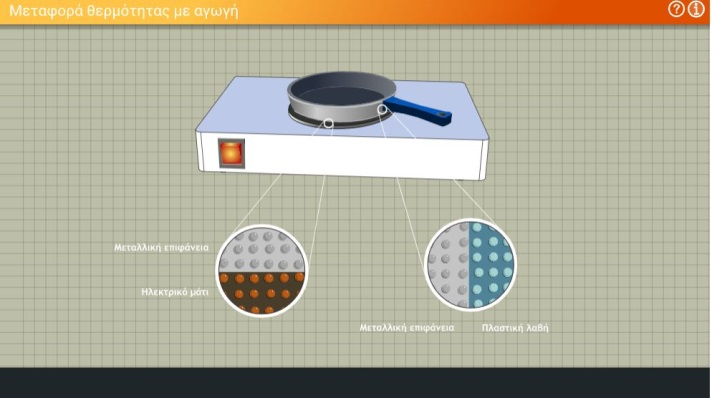 Μεταφορά θερμότητας με αγωγή
?
i
Μεταλλική επιφάνεια
Ηλεκτρικό μάτι
Μεταλλική επιφάνεια
Πλαστική λαβή